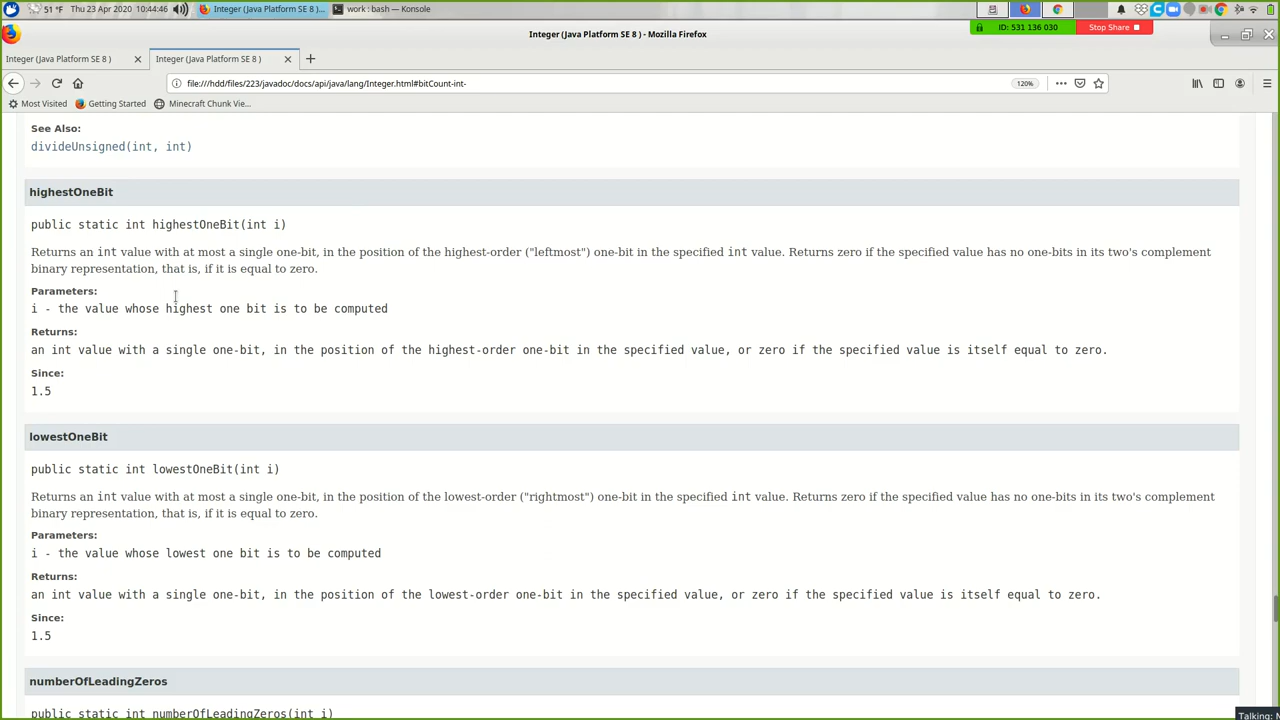 51 °F Thu 23 Apr 2020 10:44:46 Integer (Java Platform SE 8 )... work : bash — Konsole
ID: 531 136 030 Stop Share
Integer (Java Platform SE 8 ) - Mozilla Firefox
Integer (Java Platform SE 8 ) Integer (Java Platform SE 8 )
file:///hdd/files/223/javadoc/docs/api/java/lang/Integer.html#bitCount-int- 120%
Most Visited Getting Started Minecraft Chunk Vie...
See Also:
divideUnsigned(int, int)
highestOneBit
public static int highestOneBit(int i)
Returns an int value with at most a single one-bit, in the position of the highest-order ("leftmost") one-bit in the specified int value. Returns zero if the specified value has no one-bits in its two's complement
binary representation, that is, if it is equal to zero.
Parameters:
i - the value whose highest one bit is to be computed
Returns:
an int value with a single one-bit, in the position of the highest-order one-bit in the specified value, or zero if the specified value is itself equal to zero.
Since:
1.5
lowestOneBit
public static int lowestOneBit(int i)
Returns an int value with at most a single one-bit, in the position of the lowest-order ("rightmost") one-bit in the specified int value. Returns zero if the specified value has no one-bits in its two's complement
binary representation, that is, if it is equal to zero.
Parameters:
i - the value whose lowest one bit is to be computed
Returns:
an int value with a single one-bit, in the position of the lowest-order one-bit in the specified value, or zero if the specified value is itself equal to zero.
Since:
1.5
numberOfLeadingZeros
public static int numberOfLeadingZeros(int i)
Talking: